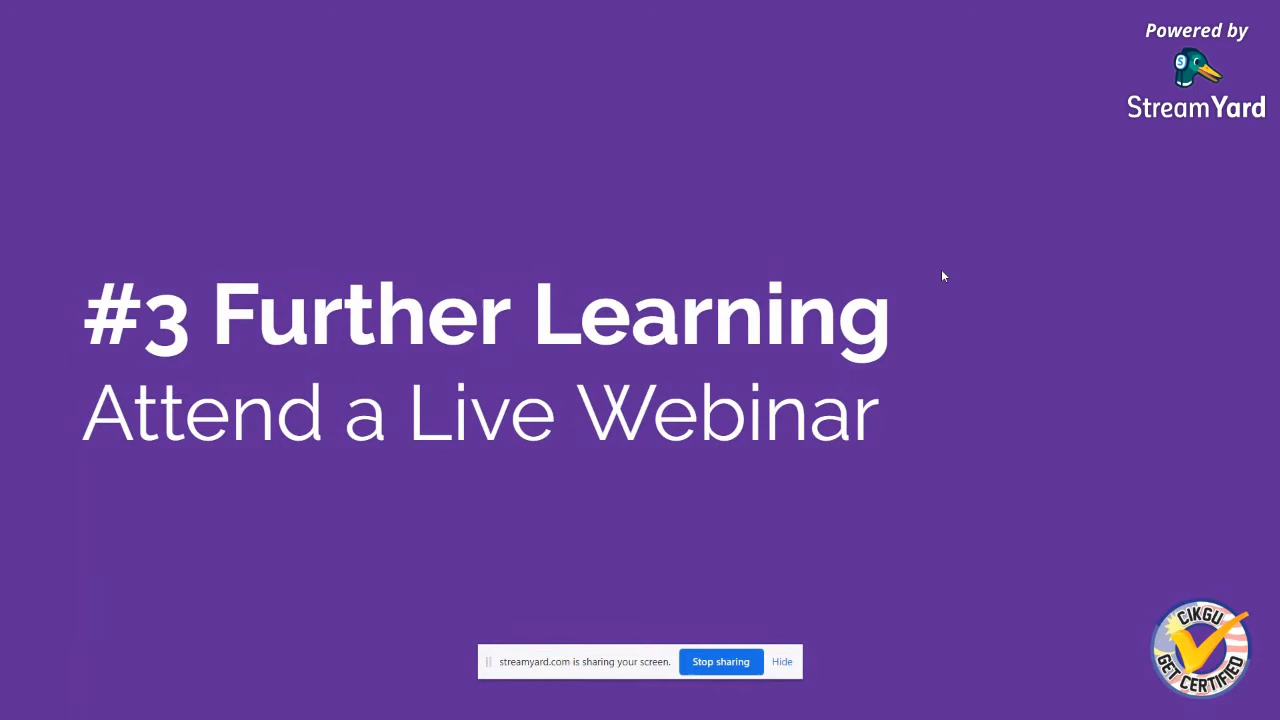 Powered by
S
StreamYard
#3 Further Learning
Attend a Live Webinar
streamyard.com is sharing your screen. Stop sharing Hide
CIKGU
GET CERTIFIED